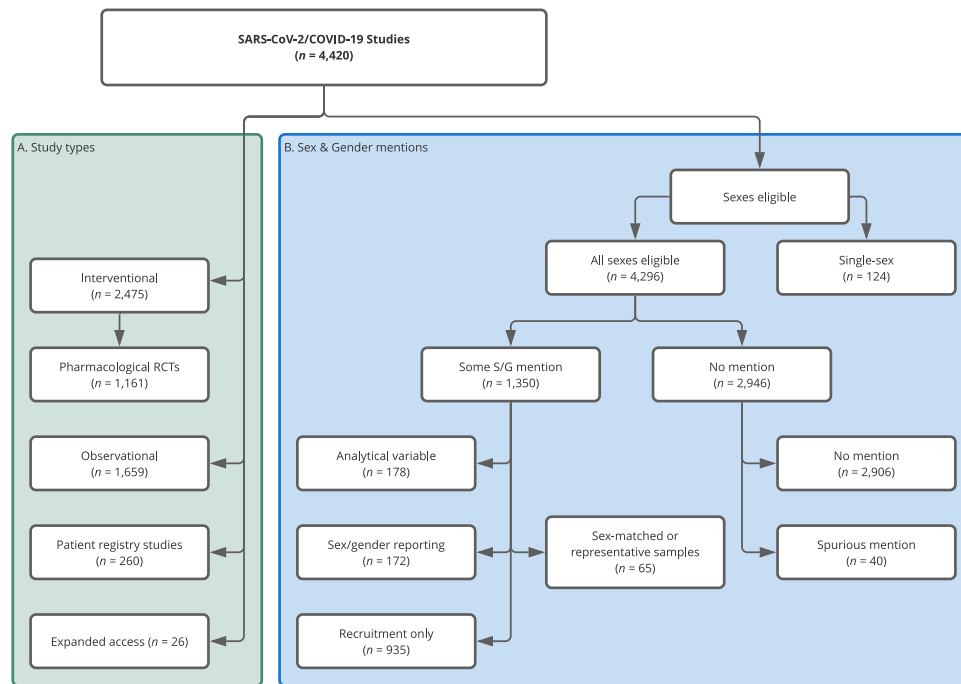 SARS-CoV-2/COVID-19 Studies
(n = 4,420)
A. Study types
Interventional
(n = 2,475)
Pharmacological RCTs
(n = 1,161)
Observational
(n = 1,659)
Patient registry studies
(n = 260)
Expanded access (n = 26)
B. Sex & Gender mentions
Sexes eligible
All sexes eligible
(n = 4,296)
Single-sex
(n = 124)
Some S/G mention
(n = 1,350)
No mention
(n = 2,946)
Analytical variable
(n = 178)
Sex/gender reporting
(n = 172)
Sex-matched or
representative samples
(n = 65)
Recruitment only
(n = 935)
No mention
(n = 2,906)
Spurious mention
(n = 40)